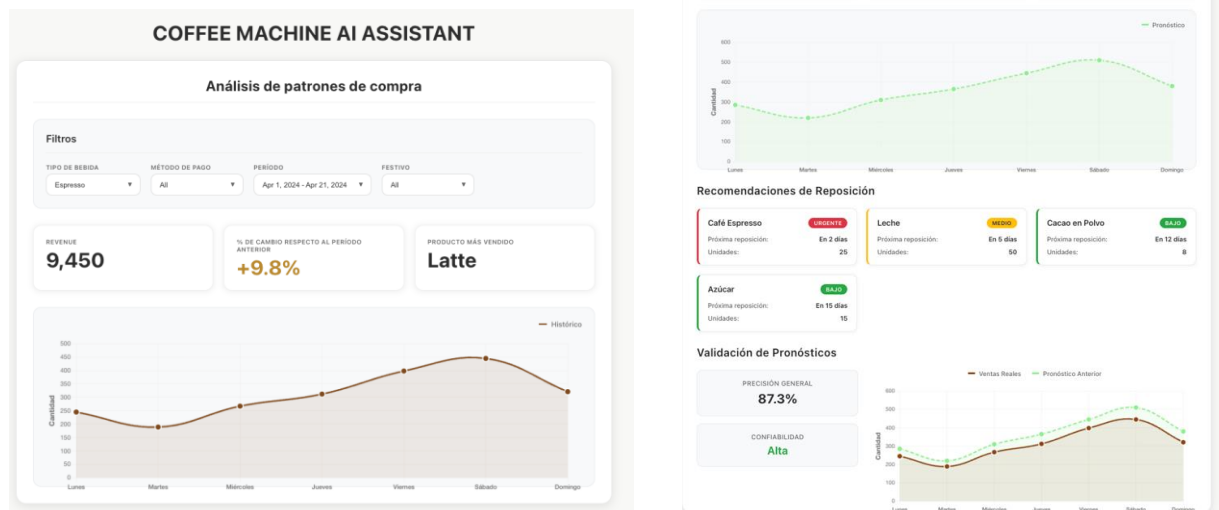 COFFEE MACHINE AI ASSISTANT
Análisis de patrones de compra
Filtros
TIPO DE BEBIDA
MÉTODO DE PAGO
PERÍODO
FESTIVO
Espresso
All
Apr 1, 2024 - Apr 21, 2024
All
REVENUE
9,450
% DE CAMBIO RESPECTO AL PERÍODO
ANTERIOR
+9.8%
PRODUCTO MÁS VENDIDO
Latte
Histórico
Cantidad
500
450
400
350
300
250
200
150
100
50
0
Lunes
Martes
Miércoles
Jueves
Viernes
Sábado
Domingo
Pronóstico
Cantidad
600
500
400
300
200
100
0
Lunes
Martes
Miércoles
Jueves
Viernes
Sábado
Domingo
Recomendaciones de Reposición
Café Espresso
URGENTE
Próxima reposición:
En 2 días
Unidades:
25
Leche
MEDIO
Próxima reposición:
En 5 días
Unidades:
50
Cacao en Polvo
BAJO
Próxima reposición:
En 12 días
Unidades:
8
Azúcar
BAJO
Próxima reposición:
En 15 días
Unidades:
15
Validación de Pronósticos
PRECISIÓN GENERAL
87.3%
CONFIABILIDAD
Alta
Ventas Reales
Pronóstico Anterior
Cantidad
600
500
400
300
200
100
0
Lunes
Martes
Miércoles
Jueves
Viernes
Sábado
Domingo